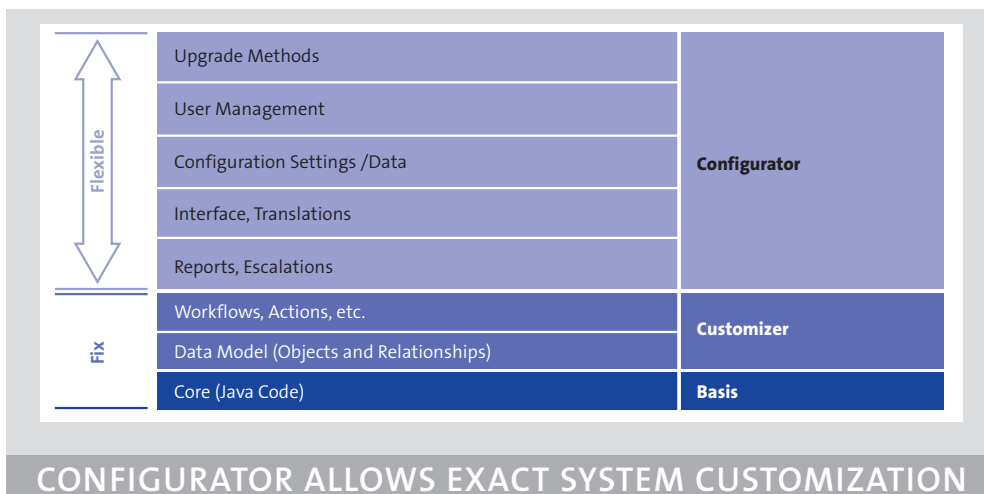 Flexible
Upgrade Methods
User Management
Configuration Settings /Data
Interface, Translations
Reports, Escalations
Configurator
Fix
Workflows, Actions, etc.
Data Model (Objects and Relationships)
Customizer
Core (Java Code)
Basis
CONFIGURATOR ALLOWS EXACT SYSTEM CUSTOMIZATION